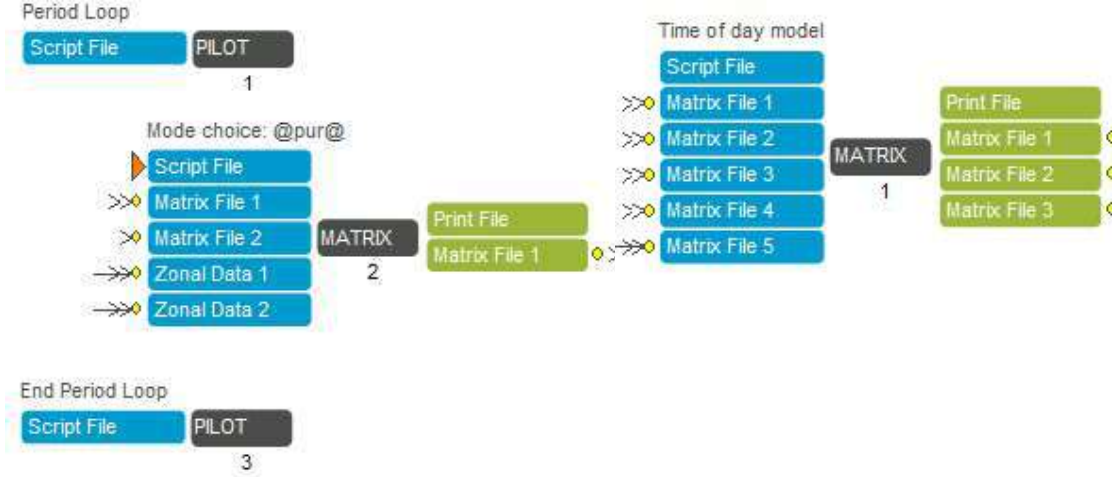 Period Loop
Script File PILOT
1
Mode choice: @pur@
Script File
Matrix File 1
Matrix File 2
Zonal Data 1
Zonal Data 2
MATRIX
2
Print File
Matrix File 1
Time of day model
Script File
Matrix File 1
Matrix File 2
Matrix File 3
Matrix File 4
Matrix File 5
MATRIX
1
Print File
Matrix File 1
Matrix File 2
Matrix File 3
End Period Loop
Script File PILOT
3